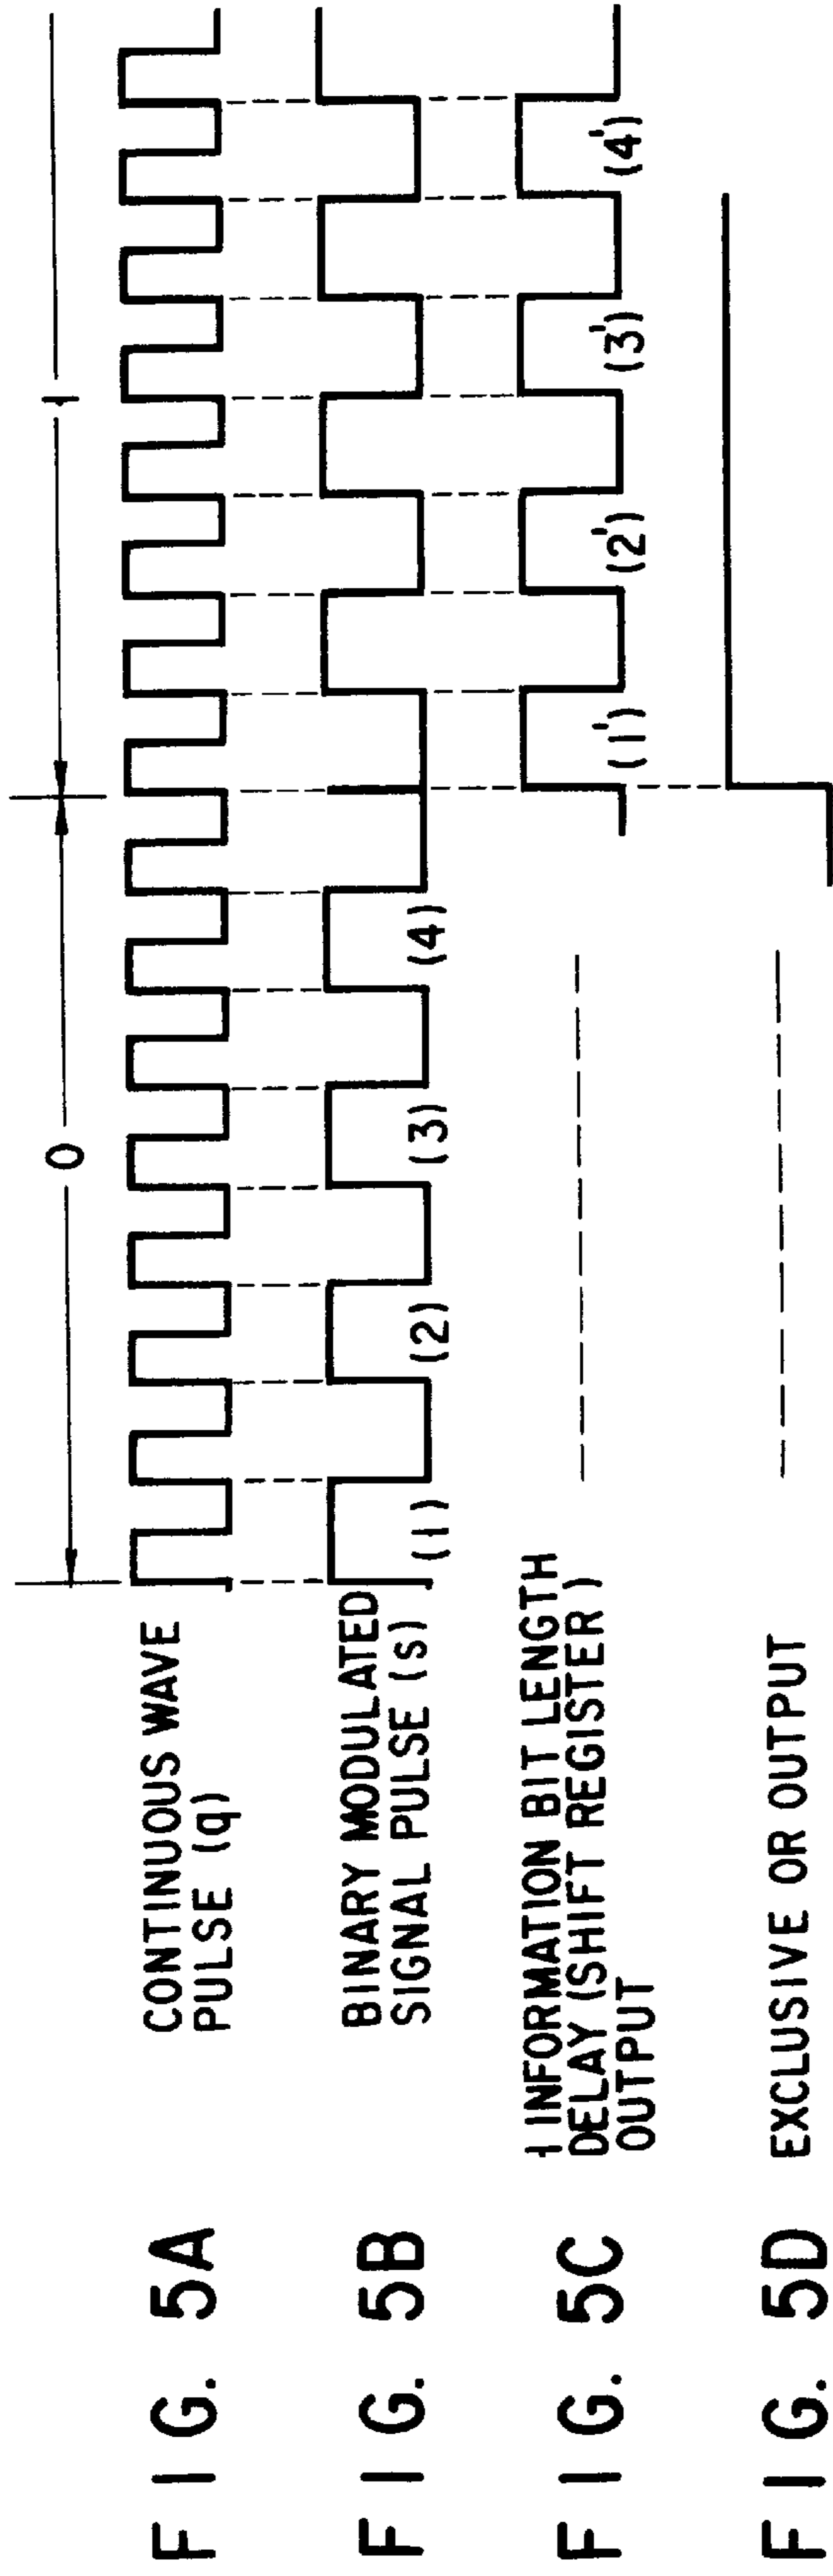 0
1
FIG. 5A
CONTINUOUS WAVE
PULSE (q)
FIG. 5B
BINARY MODULATED
SIGNAL PULSE (s)
(1)
(2)
(3)
(4)
FIG. 5C
1 INFORMATION BIT LENGTH
DELAY (SHIFT REGISTER)
OUTPUT
(1')
(2')
(3')
(4')
FIG. 5D
EXCLUSIVE OR OUTPUT